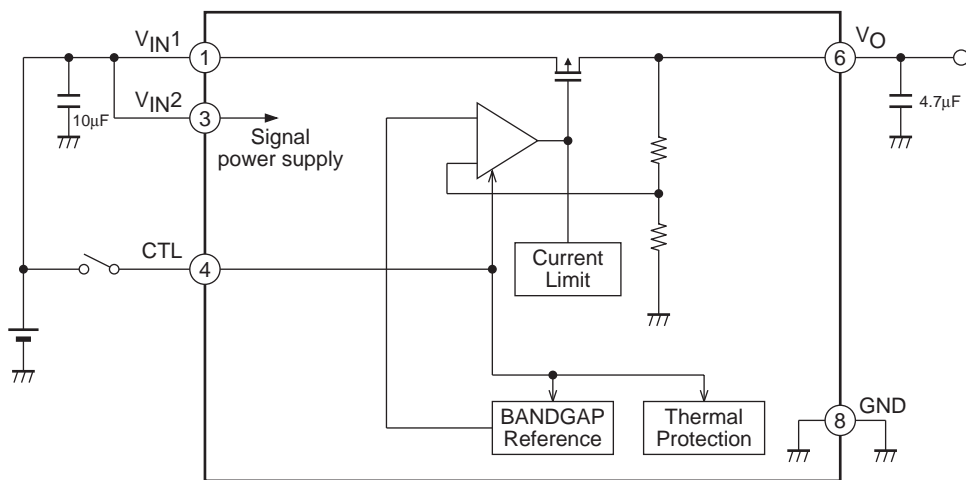 VIN1
1
10μF
VIN2
3
Signal
power supply
CTL
4
Current
Limit
BANDGAP
Reference
Thermal
Protection
VO
6
4.7μF
GND
8